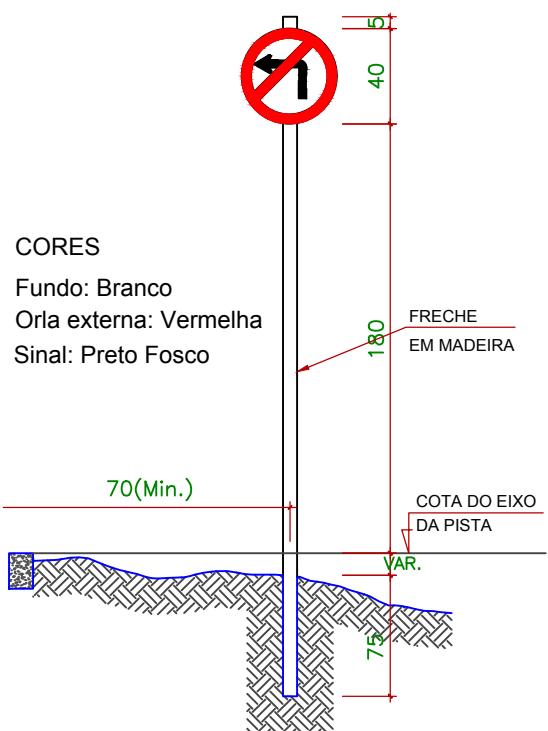 5
40
CORES
Fundo: Branco
Orla externa: Vermelha
Sinal: Preto Fosco
180
FRECHE
EM MADEIRA
70(Min.)
COTA DO EIXO
DA PISTA
VAR.
75